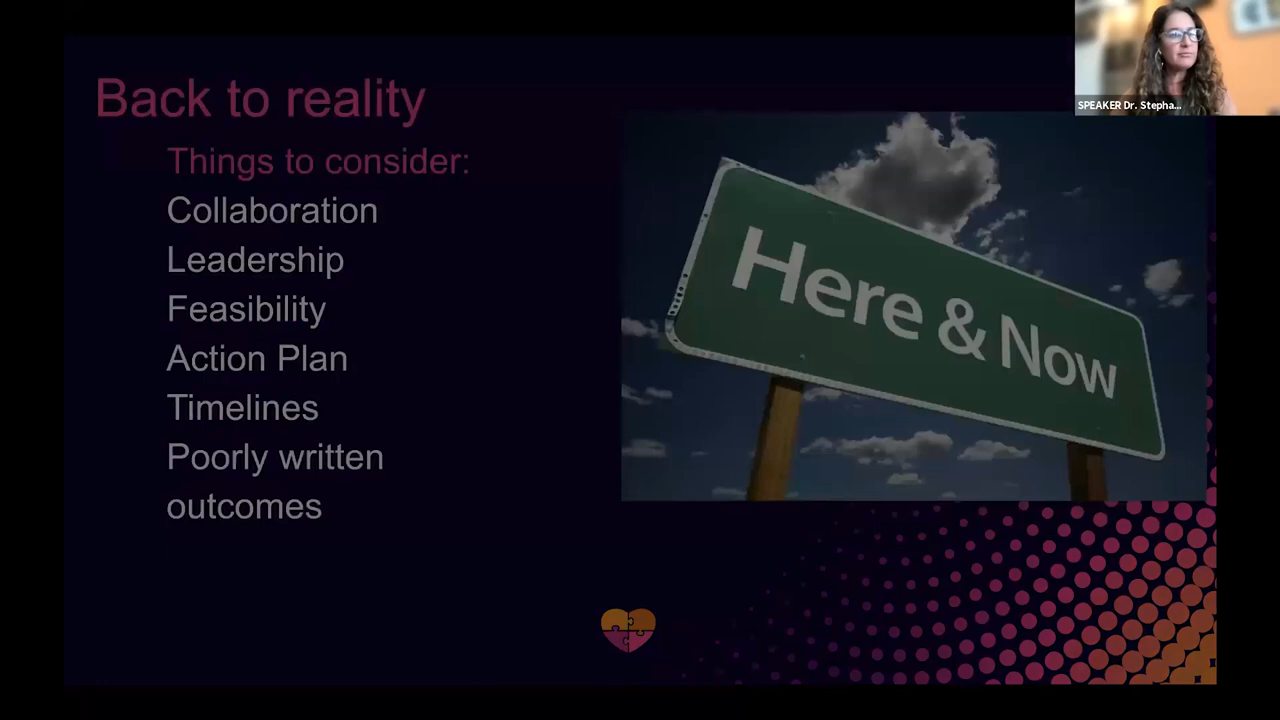 Back to reality
Things to consider:
Collaboration
Leadership
Feasibility
Action Plan
Timelines
Poorly written
outcomes
Here & Now
SPEAKER Dr. Stepha...